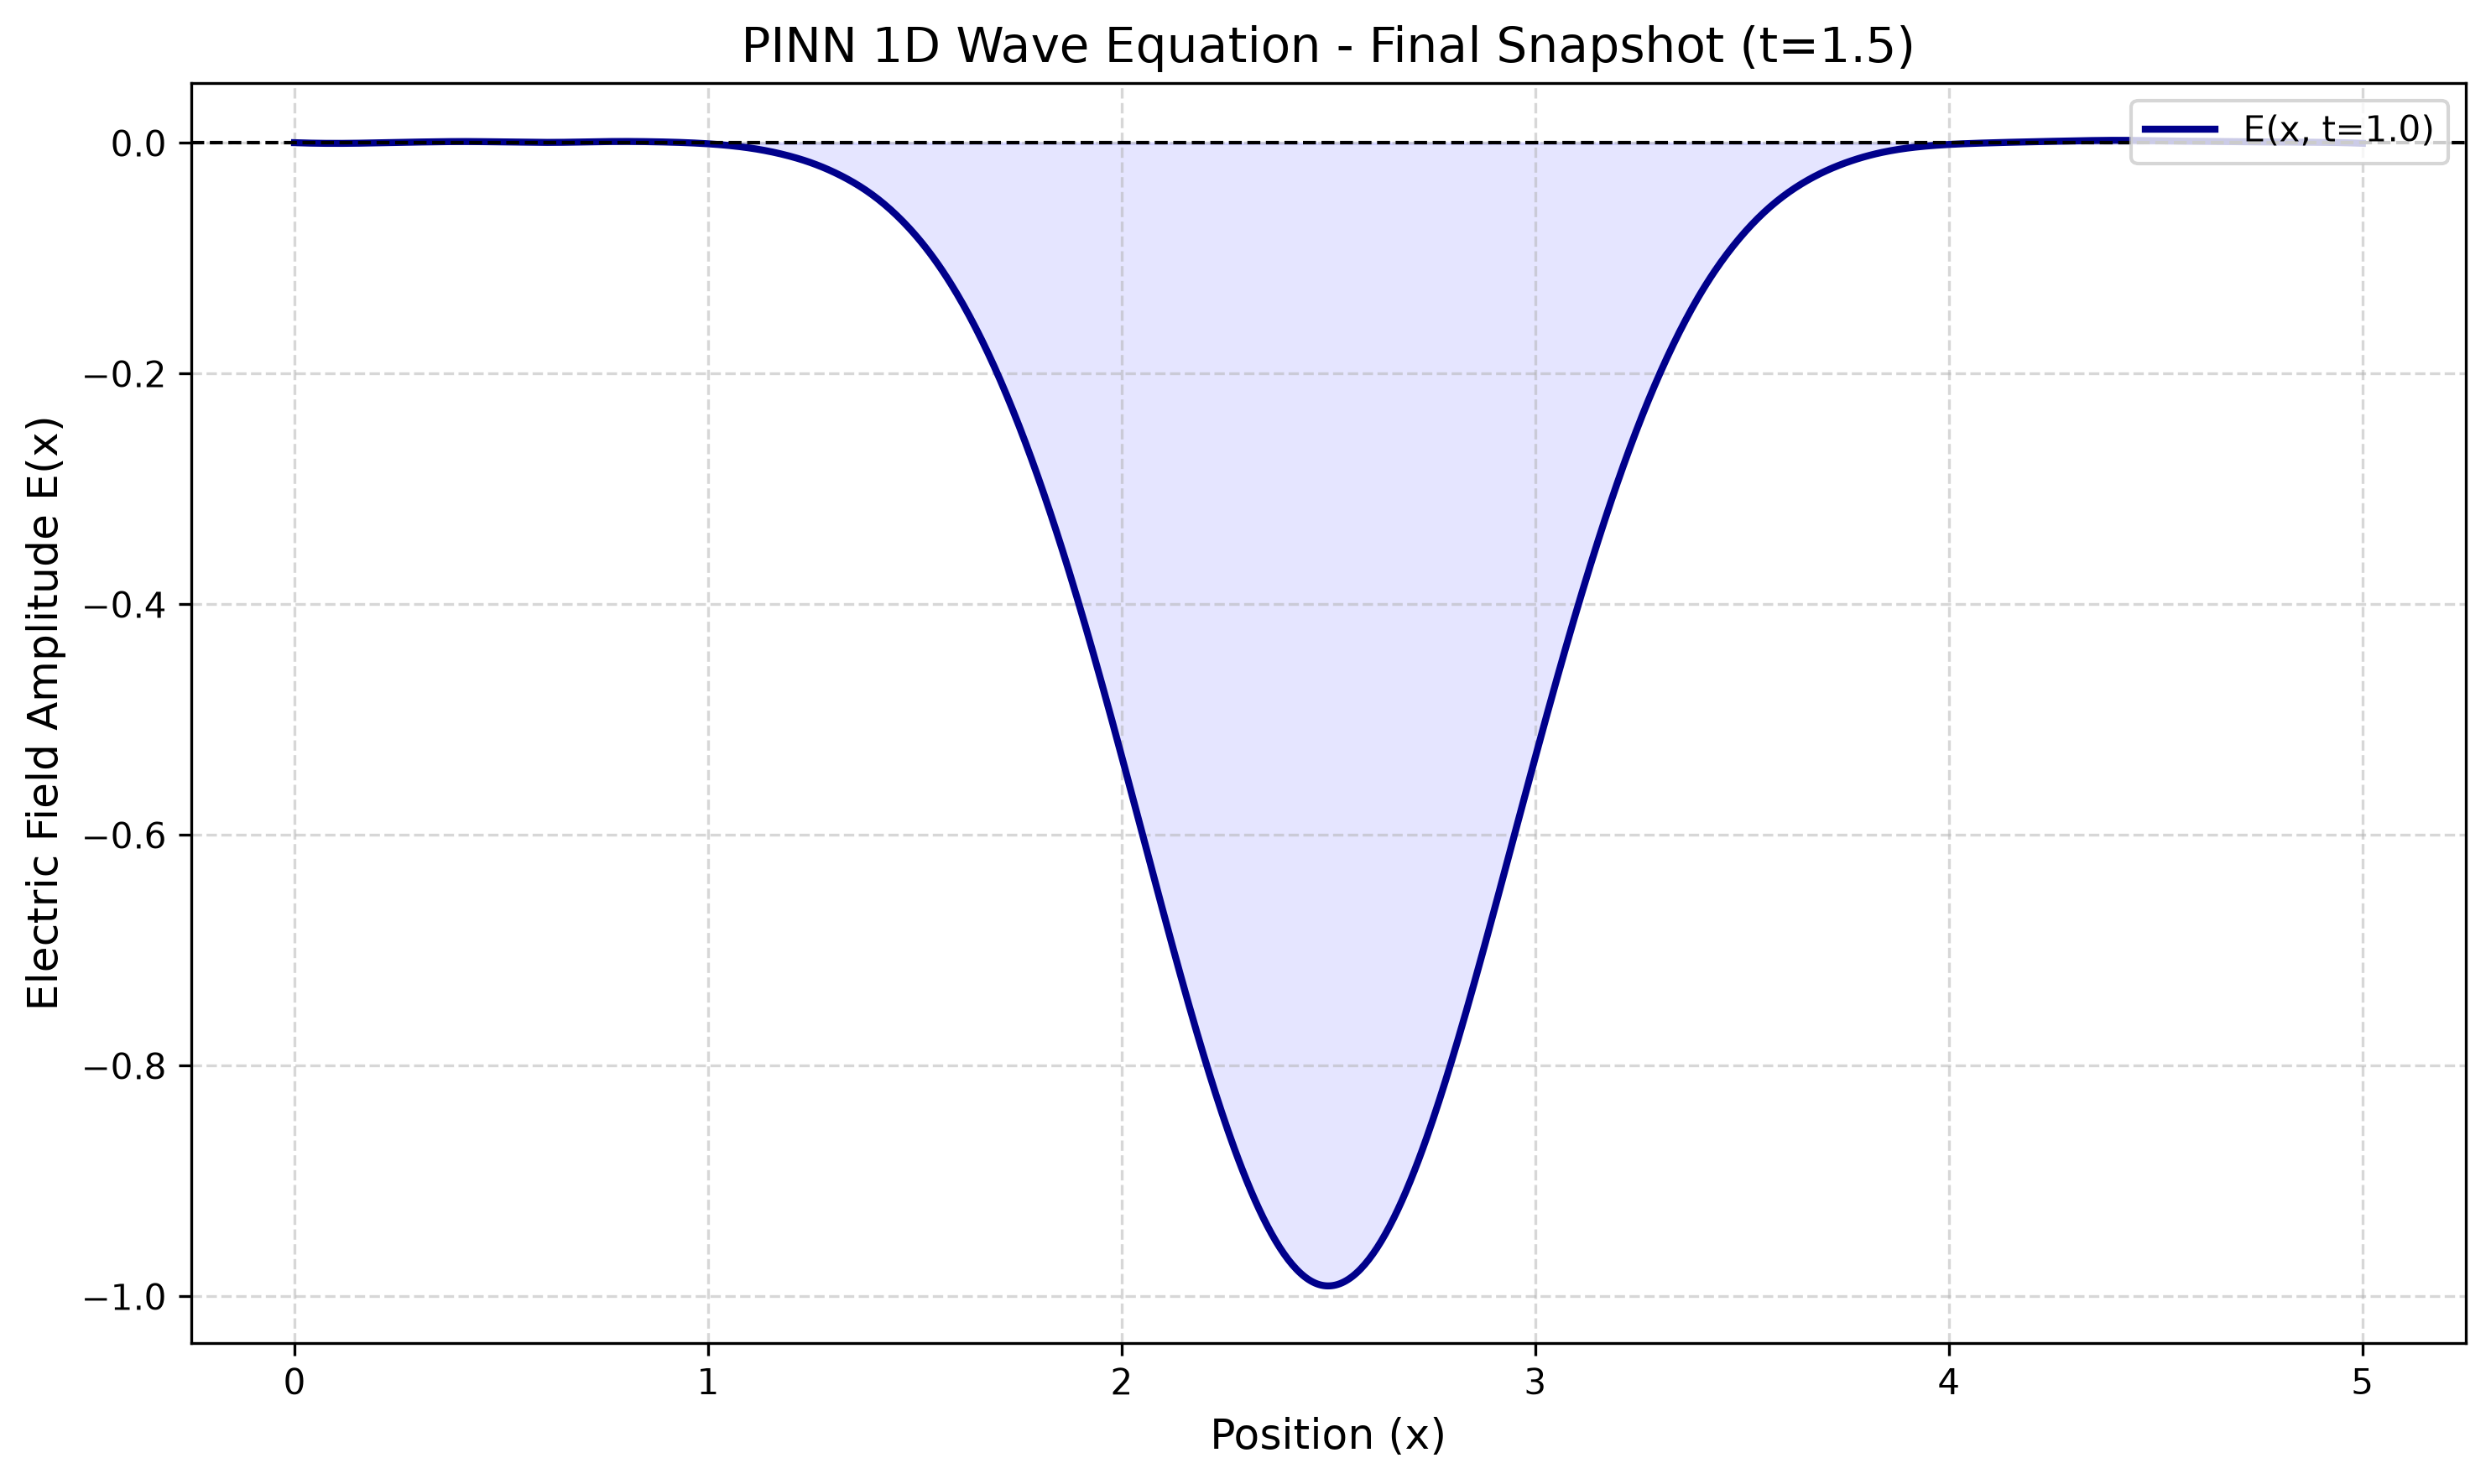 PINN 1D Wave Equation - Final Snapshot (t=1.5)
E(x, t=1.0)
Electric Field Amplitude E(x)
0.0
−0.2
−0.4
−0.6
−0.8
−1.0
0 1 2 3 4 5
Position (x)